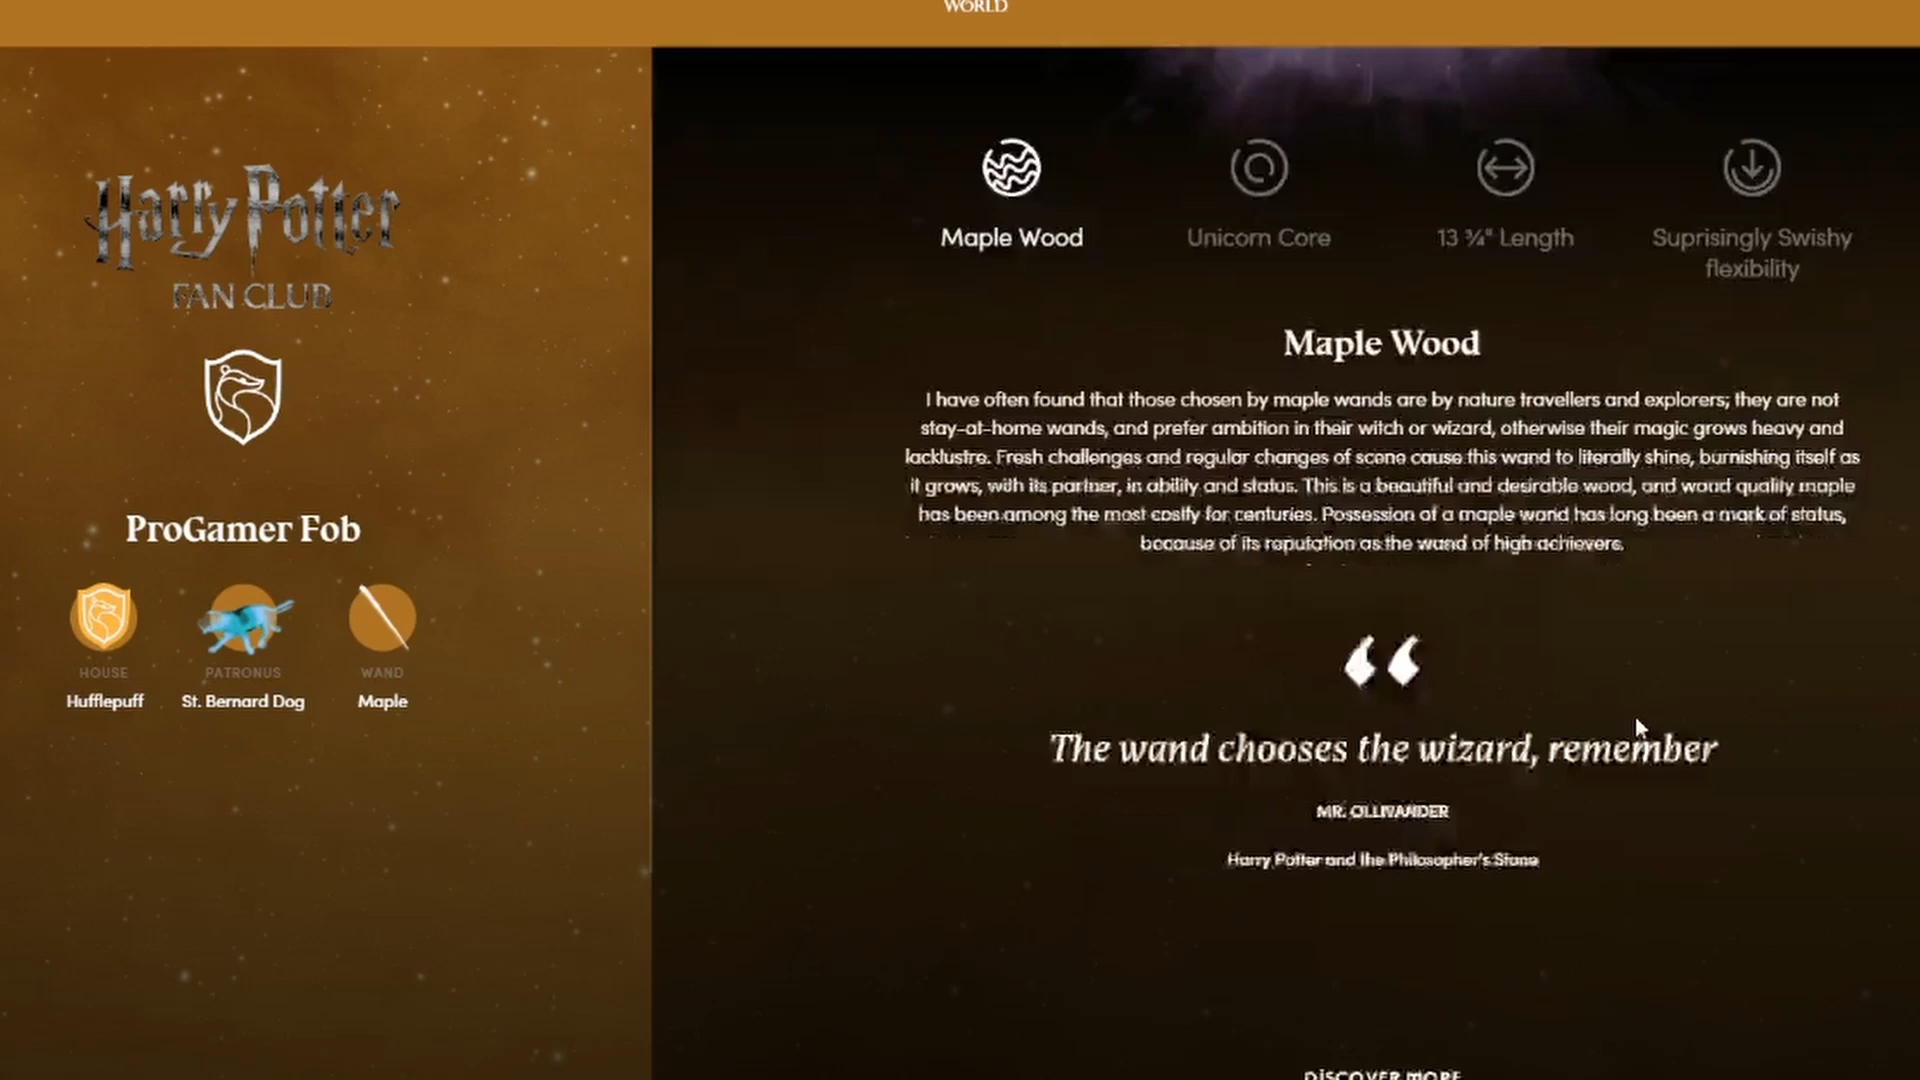 WORLD
Harry Potter
FAN CLUB
ProGamer Fob
HOUSE
Hufflepuff
PATRONUS
St. Bernard Dog
WAND
Maple
Maple Wood
Unicorn Core
13 ¾" Length
Suprisingly Swishy
flexibility
Maple Wood
I have often found that those chosen by maple wands are by nature travellers and explorers; they are not
stay-at-home wands, and prefer ambition in their witch or wizard, otherwise their magic grows heavy and
lacklustre. Fresh challenges and regular changes of scene cause this wand to literally shine, burnishing itself as
it grows, with its partner, in ability and status. This is a beautiful and desirable wood, and wand quality maple
has been among the most costly for centuries. Possession of a maple wand has long been a mark of status,
because of its reputation as the wand of high achievers.
“
The wand chooses the wizard, remember
MR. OLLIVANDER
Harry Potter and the Philosopher's Stone
DISCOVER MORE